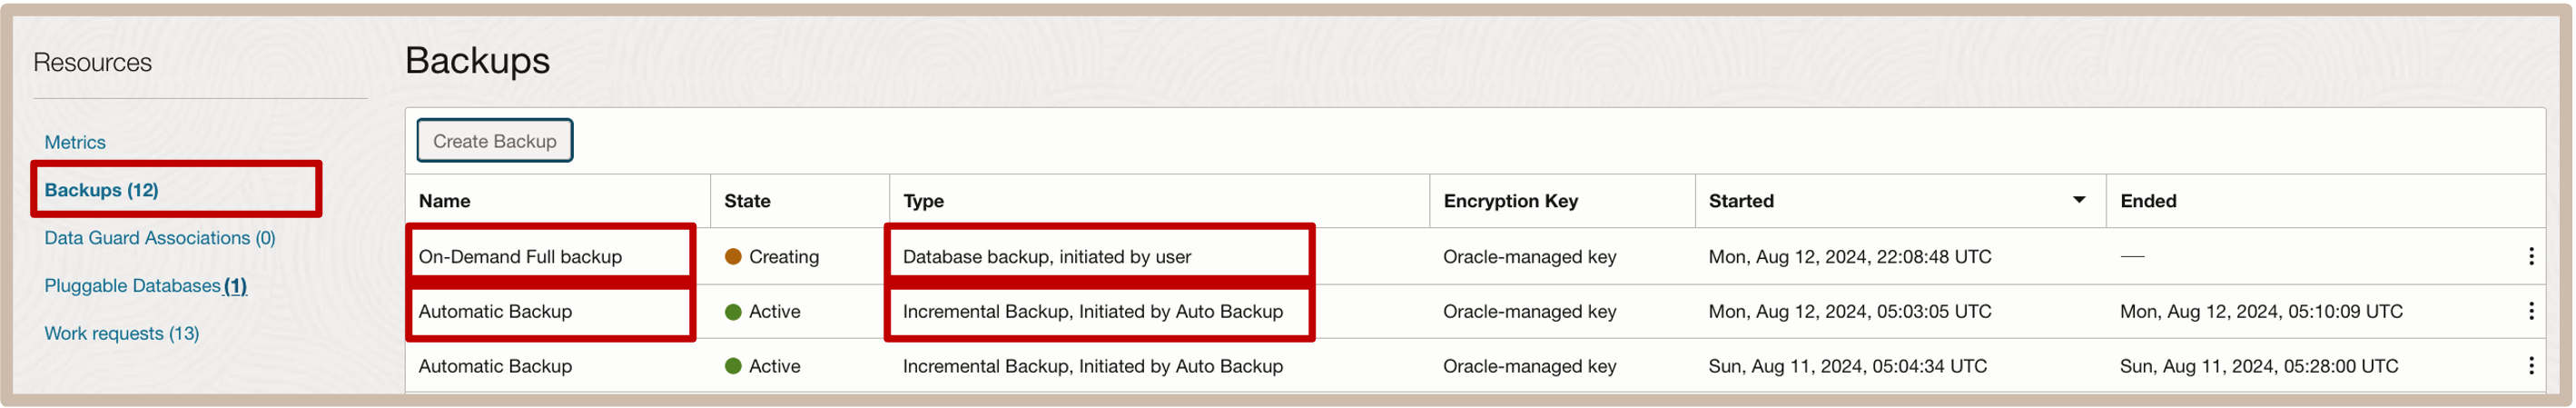 Resources
Metrics
Backups (12)
Data Guard Associations (0)
Pluggable Databases (1)
Work requests (13)
Backups
Create Backup
Name State Type Encryption Key Started Ended
On-Demand Full backup Creating Database backup, initiated by user Oracle-managed key Mon, Aug 12, 2024, 22:08:48 UTC —
Automatic Backup Active Incremental Backup, Initiated by Auto Backup Oracle-managed key Mon, Aug 12, 2024, 05:03:05 UTC Mon, Aug 12, 2024, 05:10:09 UTC
Automatic Backup Active Incremental Backup, Initiated by Auto Backup Oracle-managed key Sun, Aug 11, 2024, 05:04:34 UTC Sun, Aug 11, 2024, 05:28:00 UTC